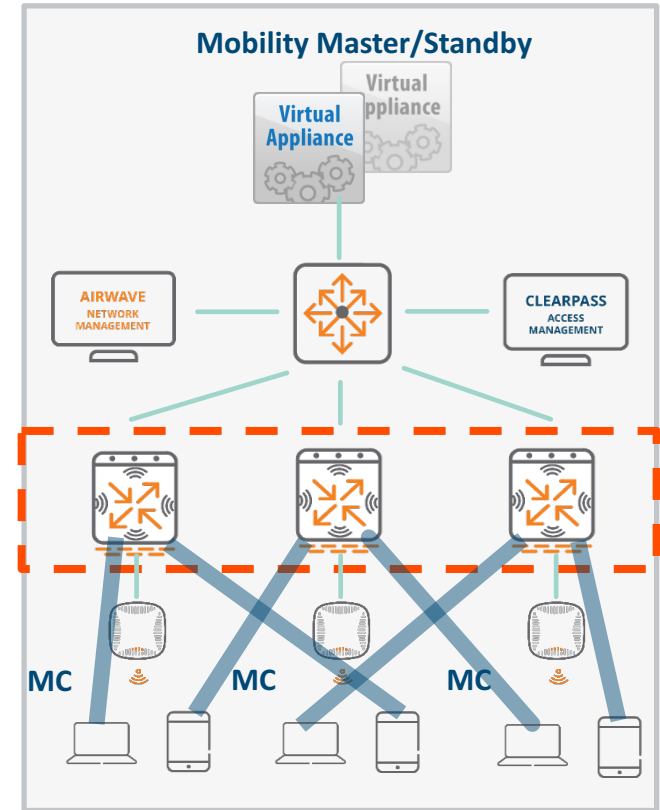 Mobility Master/Standby
Virtual
Appliance
Virtual
Appliance
AIRWAVE
NETWORK
MANAGEMENT
CLEARPASS
ACCESS
MANAGEMENT
MC
MC
MC